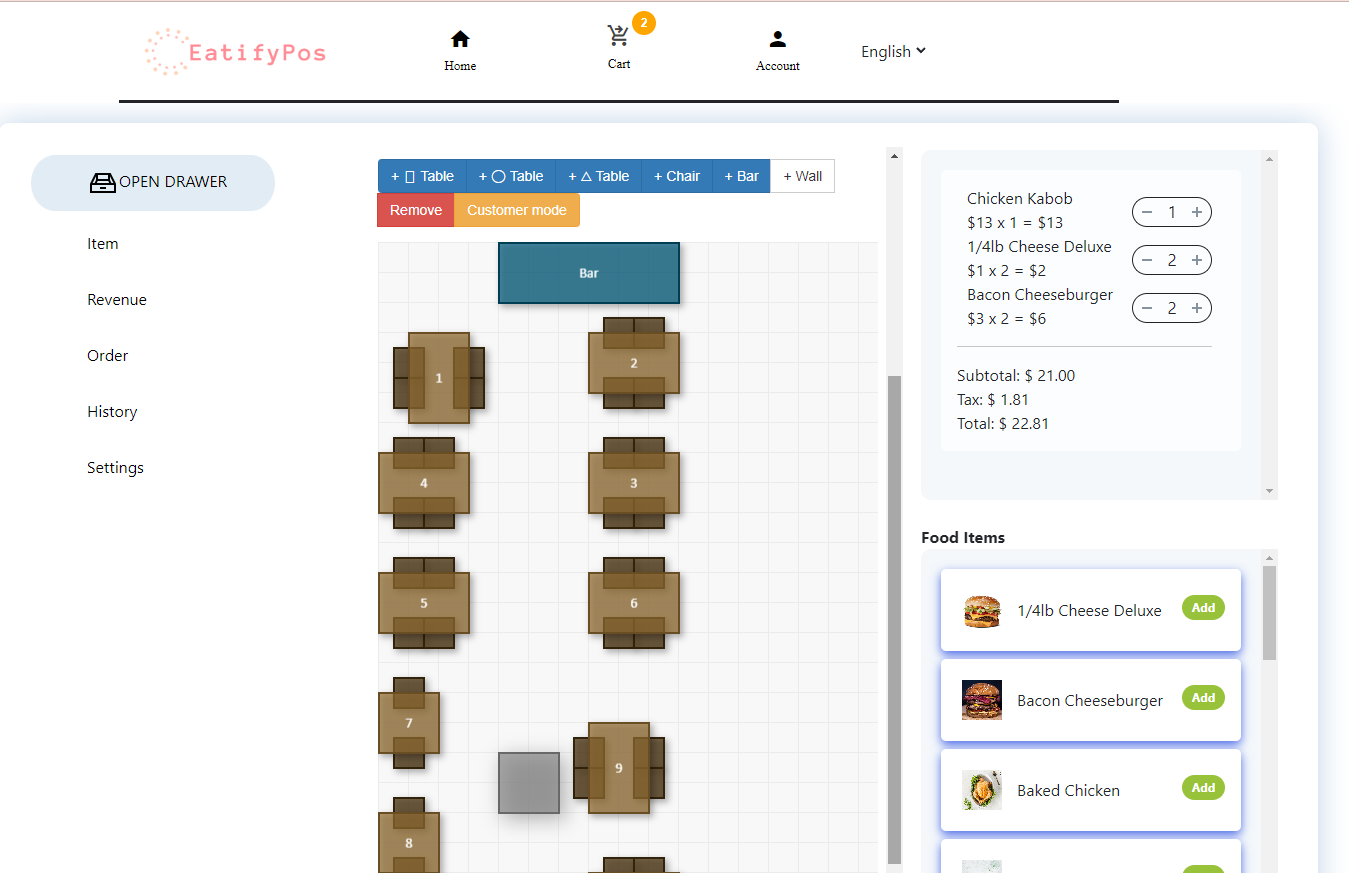 EatifyPos
Home
2
Cart
Account
English
OPEN DRAWER
Item
Revenue
Order
History
Settings
+ ▯ Table
+ ◯ Table
+ △ Table
+ Chair
+ Bar
+ Wall
Remove
Customer mode
Bar
1
2
4
3
5
6
7
9
8
Chicken Kabob
$13 x 1 = $13
− 1 +
1/4lb Cheese Deluxe
$1 x 2 = $2
− 2 +
Bacon Cheeseburger
$3 x 2 = $6
− 2 +
Subtotal: $ 21.00
Tax: $ 1.81
Total: $ 22.81
Food Items
1/4lb Cheese Deluxe Add
Bacon Cheeseburger Add
Baked Chicken Add